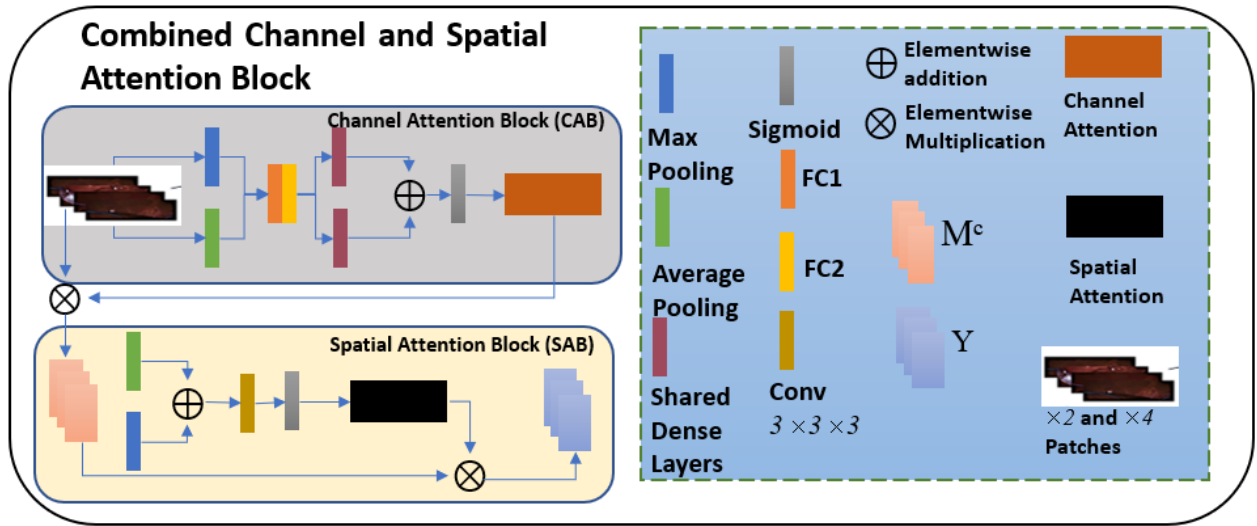 Combined Channel and Spatial
Attention Block
Channel Attention Block (CAB)
Spatial Attention Block (SAB)
Max
Pooling
Average
Pooling
Shared
Dense
Layers
Sigmoid
FC1
FC2
Conv
3 ×3 ×3
Elementwise
addition
Elementwise
Multiplication
Mᶜ
Y
Channel
Attention
Spatial
Attention
×2 and ×4
Patches